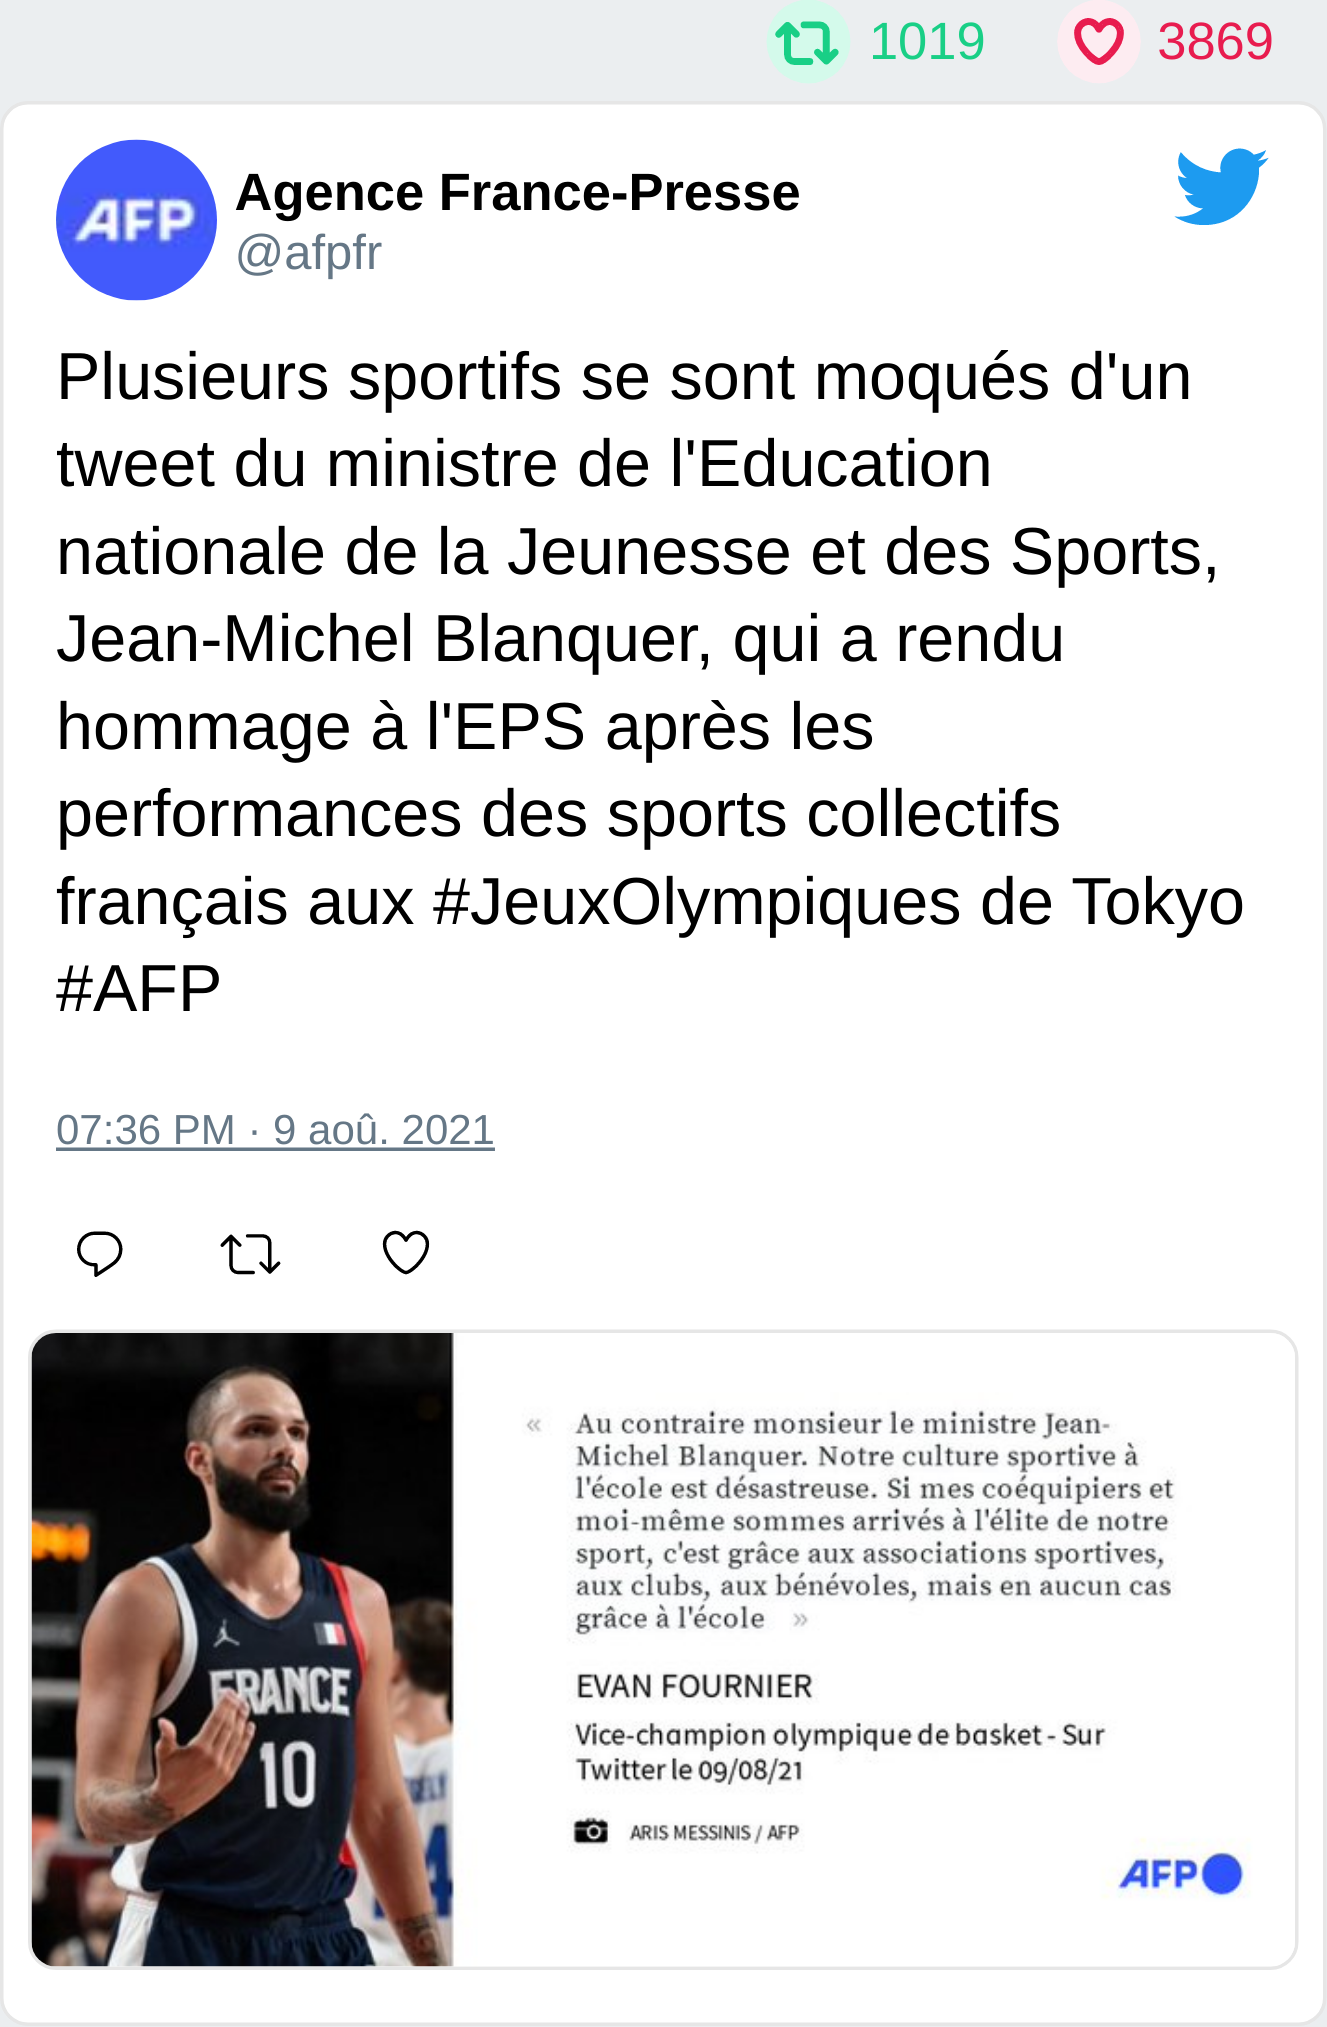 1019 3869
AFP
Agence France-Presse
@afpfr
Plusieurs sportifs se sont moqués d'un
tweet du ministre de l'Education
nationale de la Jeunesse et des Sports,
Jean-Michel Blanquer, qui a rendu
hommage à l'EPS après les
performances des sports collectifs
français aux #JeuxOlympiques de Tokyo
#AFP
07:36 PM · 9 aoû. 2021
« Au contraire monsieur le ministre Jean-
Michel Blanquer. Notre culture sportive à
l'école est désastreuse. Si mes coéquipiers et
moi-même sommes arrivés à l'élite de notre
sport, c'est grâce aux associations sportives,
aux clubs, aux bénévoles, mais en aucun cas
grâce à l'école »
EVAN FOURNIER
Vice-champion olympique de basket - Sur
Twitter le 09/08/21
ARIS MESSINIS / AFP
AFP
FRANCE
10